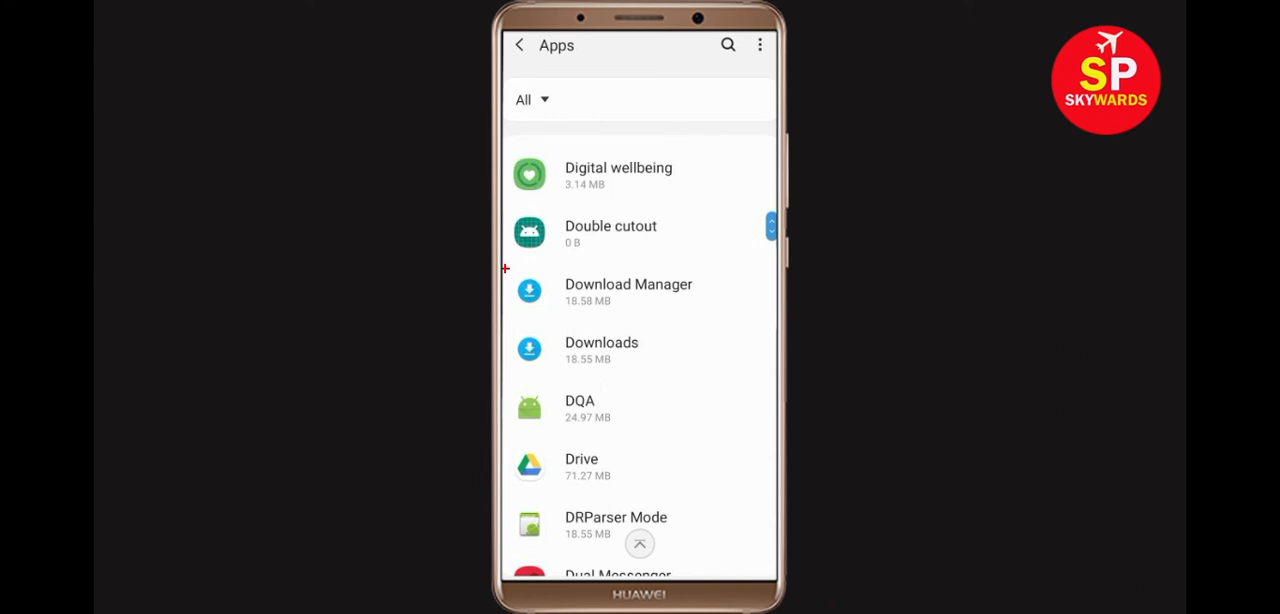 Apps
All
Digital wellbeing
3.14 MB
Double cutout
0 B
Download Manager
18.58 MB
Downloads
18.55 MB
DQA
24.97 MB
Drive
71.27 MB
DRParser Mode
18.55 MB
Dual Messenger
HUAWEI
SP
SKYWARDS